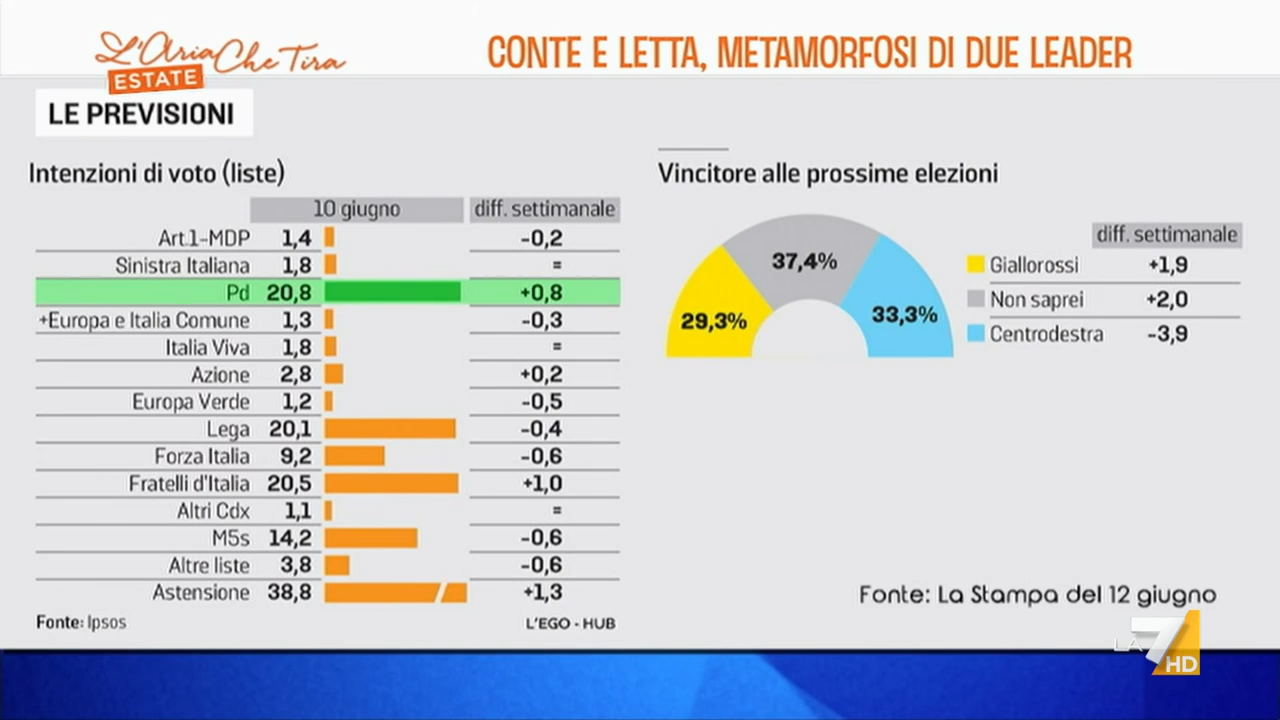 L'Aria Che Tira
ESTATE
CONTE E LETTA, METAMORFOSI DI DUE LEADER
LE PREVISIONI
Intenzioni di voto (liste)
10 giugno diff. settimanale
Art.1-MDP 1,4 -0,2
Sinistra Italiana 1,8 =
Pd 20,8 +0,8
+Europa e Italia Comune 1,3 -0,3
Italia Viva 1,8 =
Azione 2,8 +0,2
Europa Verde 1,2 -0,5
Lega 20,1 -0,4
Forza Italia 9,2 -0,6
Fratelli d'Italia 20,5 +1,0
Altri Cdx 1,1 =
M5s 14,2 -0,6
Altre liste 3,8 -0,6
Astensione 38,8 +1,3
Fonte: Ipsos L'EGO - HUB
Vincitore alle prossime elezioni
29,3%
37,4%
33,3%
diff. settimanale
Giallorossi +1,9
Non saprei +2,0
Centrodestra -3,9
Fonte: La Stampa del 12 giugno
LA 7 HD